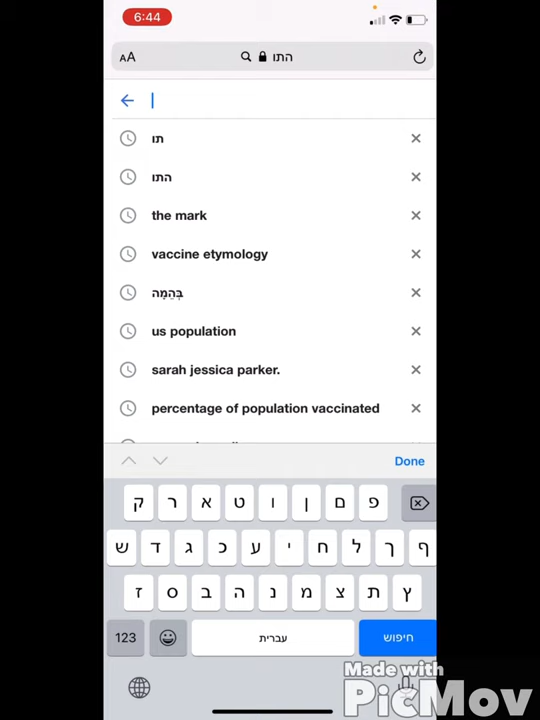 6:44
AA התו
תו
התו
the mark
vaccine etymology
בְּהֵמָה
us population
sarah jessica parker.
percentage of population vaccinated
Done
ק ר א ט ו ן ם פ
ש ד ג כ ע י ח ל ך ף
ז ס ב ה נ מ צ ת ץ
123 עברית חיפוש
Made with
PicMov